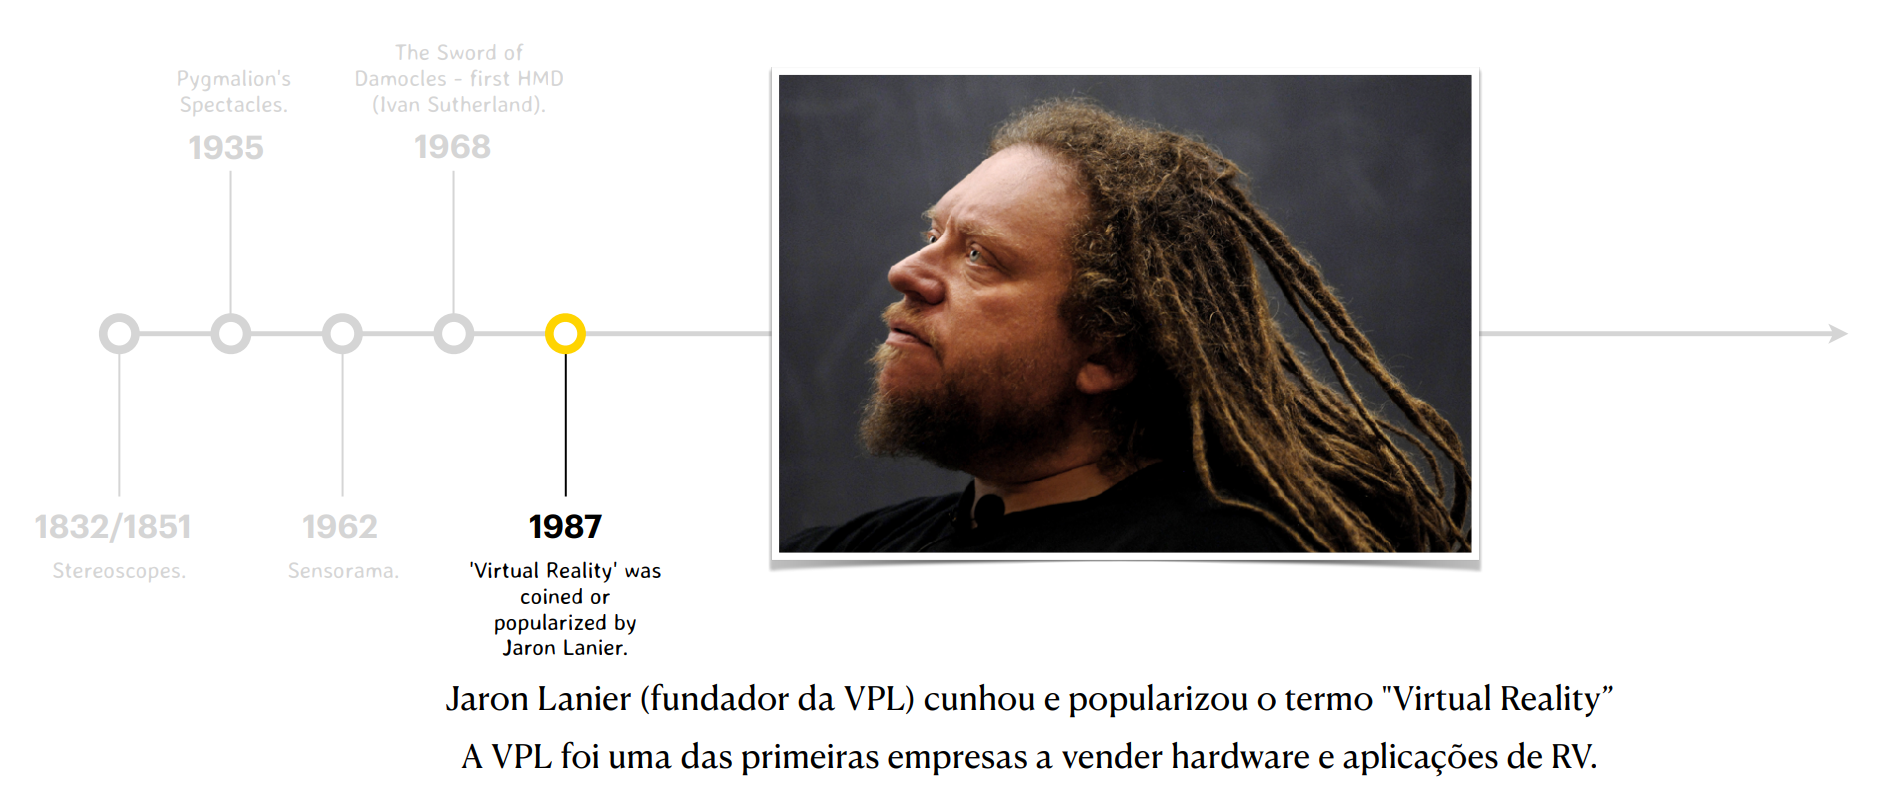 The Sword of
Damocles - first HMD
(Ivan Sutherland).
1968
Pygmalion's
Spectacles.
1935
1832/1851
Stereoscopes.
1962
Sensorama.
1987
'Virtual Reality' was
coined or
popularized by
Jaron Lanier.
Jaron Lanier (fundador da VPL) cunhou e popularizou o termo "Virtual Reality”
A VPL foi uma das primeiras empresas a vender hardware e aplicações de RV.